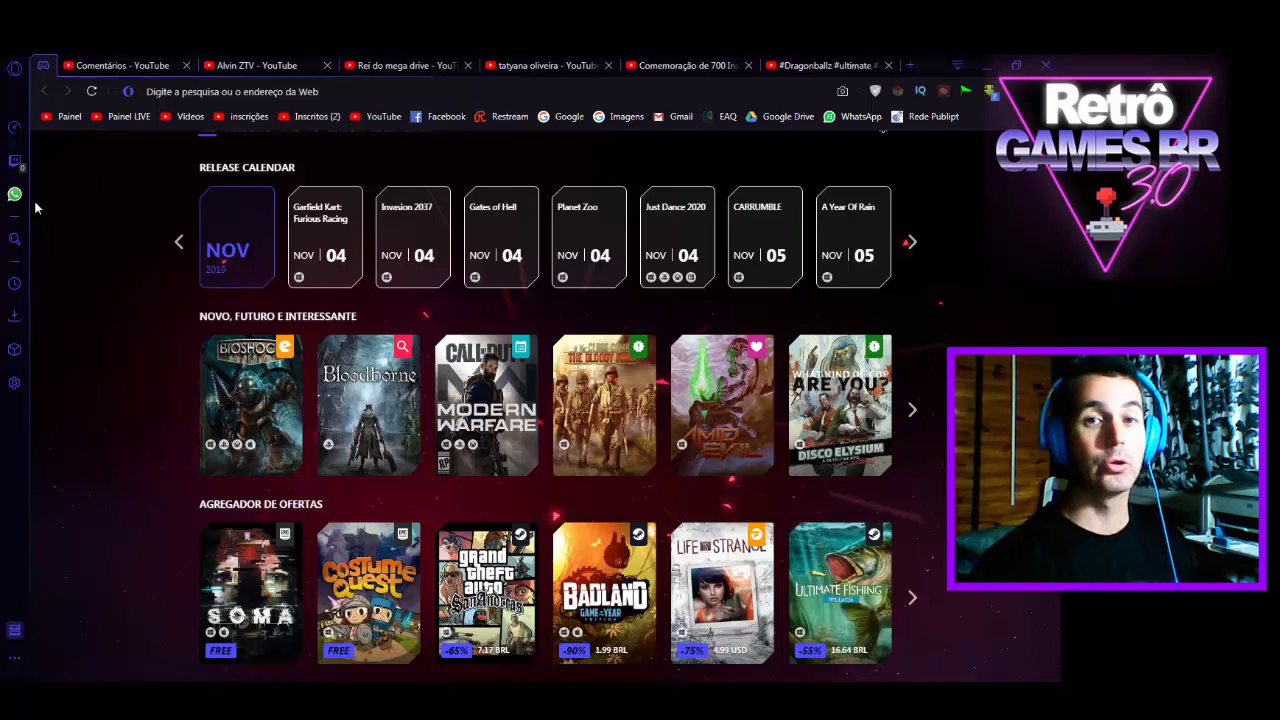 Comentários - YouTube
Alvin ZTV - YouTube
Rei do mega drive - YouT
tatyana oliveira - YouTub
Comemoração de 700 In
#Dragonballz #ultimate #
Digite a pesquisa ou o endereço da Web
IQ
Painel
Painel LIVE
Vídeos
inscrições
Inscritos (2)
YouTube
Facebook
Restream
Google
Imagens
Gmail
EAQ
Google Drive
WhatsApp
Rede Publipt
Retrô
GAMES BR
3.0
0
RELEASE CALENDAR
NOV
2019
Garfield Kart:
Furious Racing
NOV | 04
Invasion 2037
NOV | 04
Gates of Hell
NOV | 04
Planet Zoo
NOV | 04
Just Dance 2020
NOV | 04
CARRUMBLE
NOV | 05
A Year Of Rain
NOV | 05
NOVO, FUTURO E INTERESSANTE
BIOSHOCK
Bloodborne
CALL OF DUTY
MODERN
WARFARE
RP
THE BLOODY
AMID
EVIL
WHAT KIND OF COP
ARE YOU?
DISCO ELYSIUM
AGREGADOR DE OFERTAS
SOMA
FREE
COSTUME
QUEST
FREE
grand
theft
auto
San Andreas
-65% 7.17 BRL
BADLAND
GAME OF THE YEAR
EDITION
-90% 1.99 BRL
LIFE IS STRANGE
-75% 4.99 USD
ULTIMATE FISHING
SIMULATOR
-55% 16.64 BRL